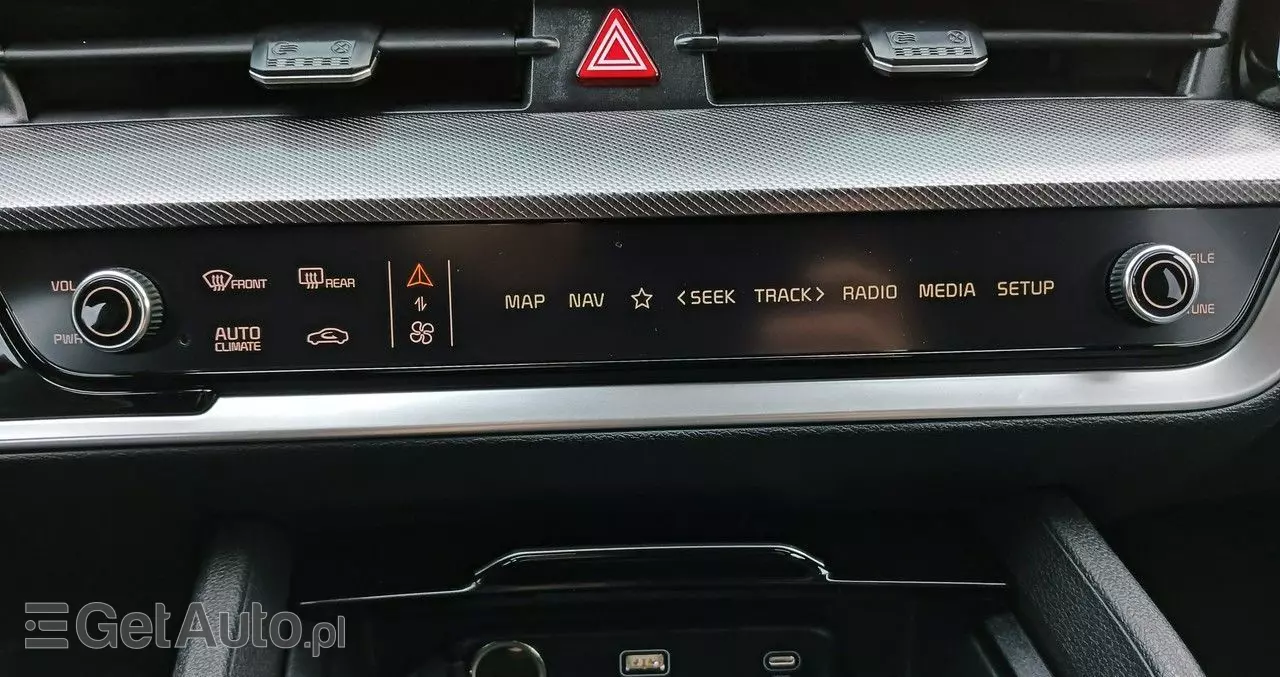 VOL
PWR
FRONT
REAR
AUTO
CLIMATE
MAP NAV SEEK TRACK RADIO MEDIA SETUP
FILE
TUNE
GetAuto.pl